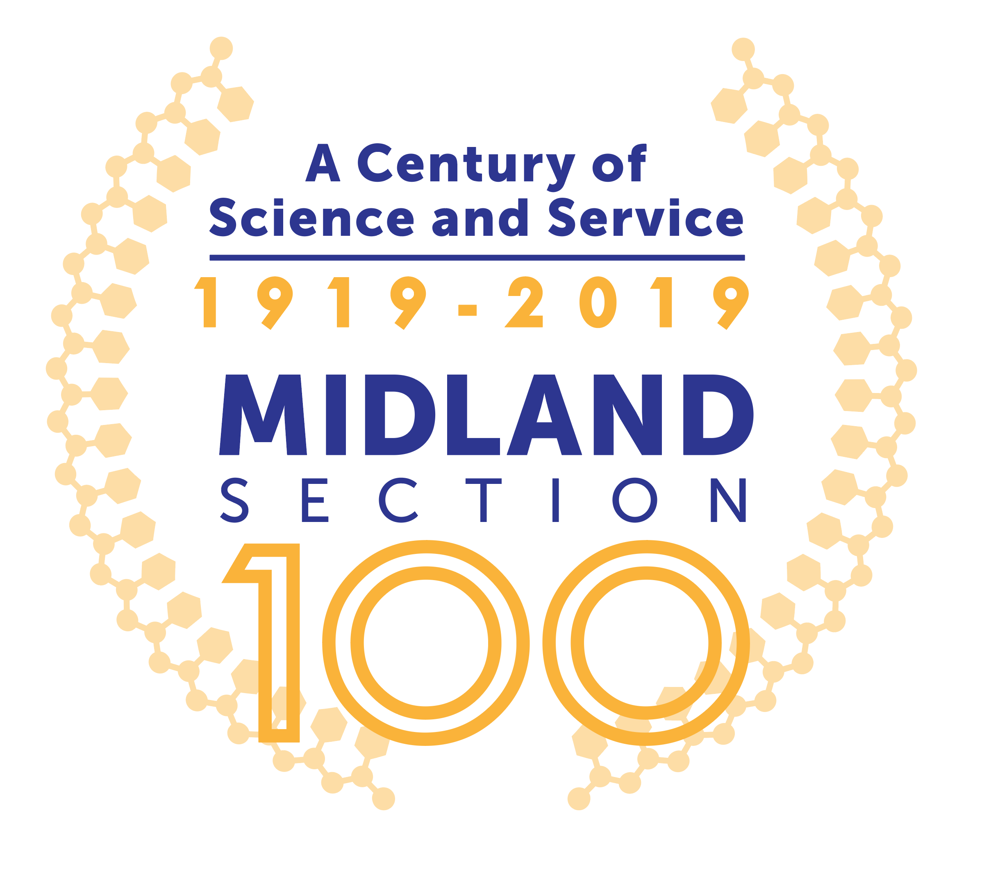 A Century of
Science and Service
1919-2019
MIDLAND
SECTION
100